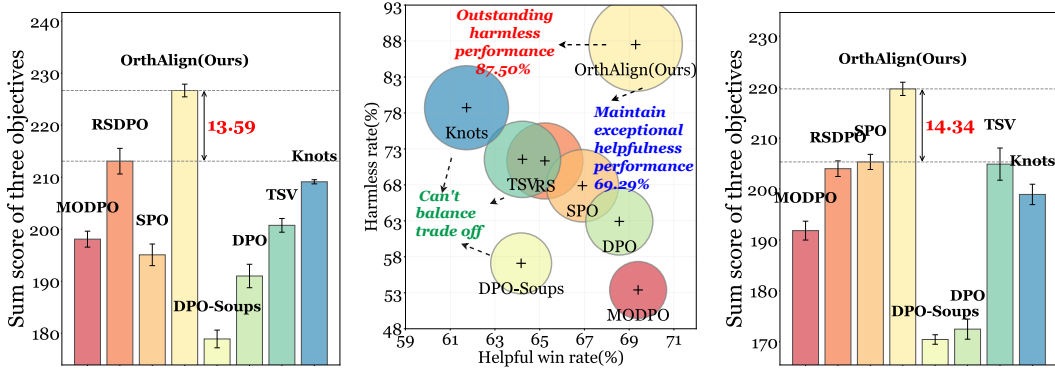 Sum score of three objectives
240
230
220
210
200
190
180
OrthAlign(Ours)
RSDPO
13.59
Knots
MODPO
SPO
TSV
DPO
DPO-Soups
Harmless rate(%)
93
88
83
78
73
68
63
58
53
48
Outstanding
harmless
performance
87.50%
OrthAlign(Ours)
Knots
Maintain
exceptional
helpfulness
performance
69.29%
TSV
RS
SPO
Can't
balance
trade off
DPO
DPO-Soups
MODPO
59
61
63
65
67
69
71
Helpful win rate(%)
Sum score of three objectives
230
220
210
200
190
180
170
OrthAlign(Ours)
RSDPO
SPO
14.34
TSV
Knots
MODPO
DPO
DPO-Soups